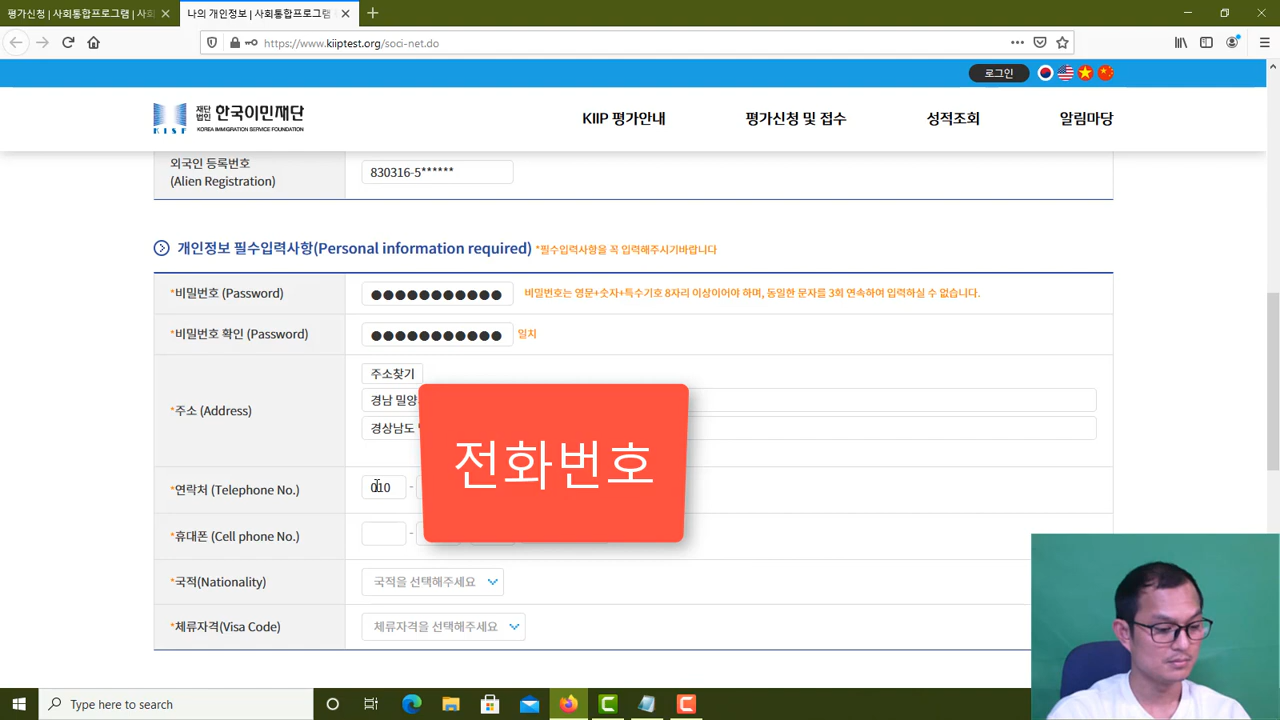 평가신청 | 사회통합프로그램 | 사회
나의 개인정보 | 사회통합프로그램
https://www.kiiptest.org/soci-net.do
로그인
재단법인 한국이민재단
KISF
KOREA IMMIGRATION SERVICE FOUNDATION
KIIP 평가안내
평가신청 및 접수
성적조회
알림마당
외국인 등록번호
(Alien Registration)
830316-5******
개인정보 필수입력사항(Personal information required) *필수입력사항을 꼭 입력해주시기바랍니다
*비밀번호 (Password)
비밀번호는 영문+숫자+특수기호 8자리 이상이어야 하며, 동일한 문자를 3회 연속하여 입력하실 수 없습니다.
*비밀번호 확인 (Password)
일치
*주소 (Address)
주소찾기
경남 밀양
경상남도
전화번호
*연락처 (Telephone No.)
010 -
*휴대폰 (Cell phone No.)
-
*국적(Nationality)
국적을 선택해주세요
*체류자격(Visa Code)
체류자격을 선택해주세요
Type here to search